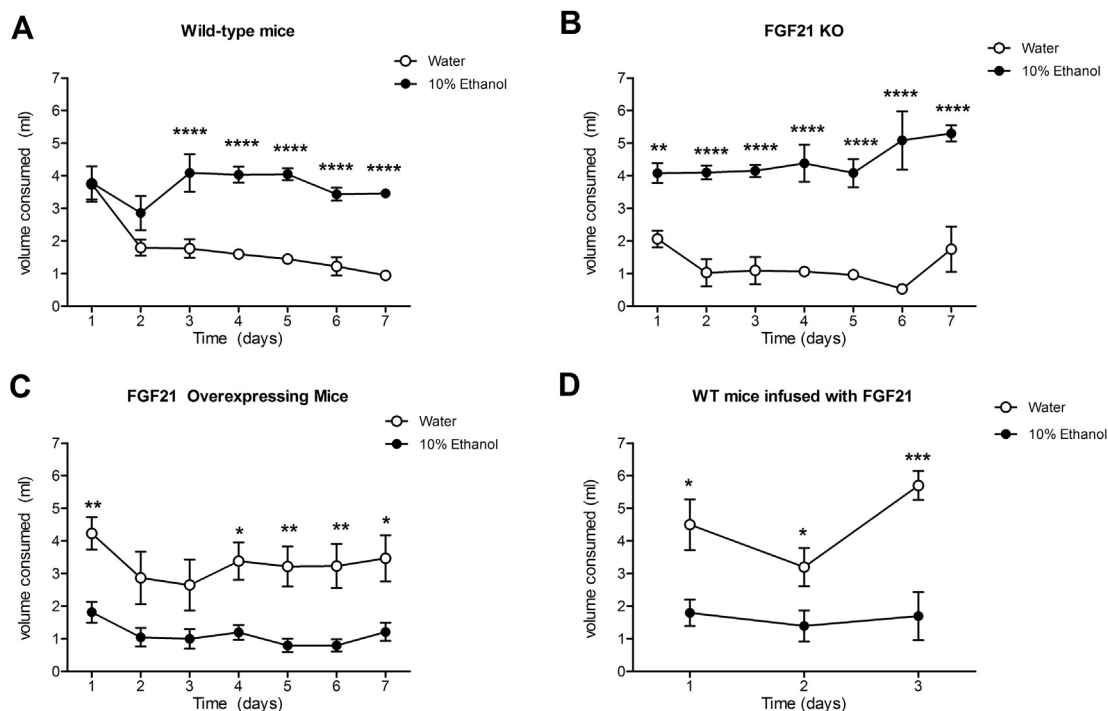 A
Wild-type mice
Water
10% Ethanol
volume consumed (ml)
7
6
5
4
3
2
1
0
**** **** **** **** ****
1 2 3 4 5 6 7
Time (days)
B
FGF21 KO
Water
10% Ethanol
volume consumed (ml)
7
6
5
4
3
2
1
0
** **** **** **** **** **** ****
1 2 3 4 5 6 7
Time (days)
C
FGF21 Overexpressing Mice
Water
10% Ethanol
volume consumed (ml)
7
6
5
4
3
2
1
0
** * ** ** *
1 2 3 4 5 6 7
Time (days)
D
WT mice infused with FGF21
Water
10% Ethanol
volume consumed (ml)
7
6
5
4
3
2
1
0
* * ***
1 2 3
Time (days)